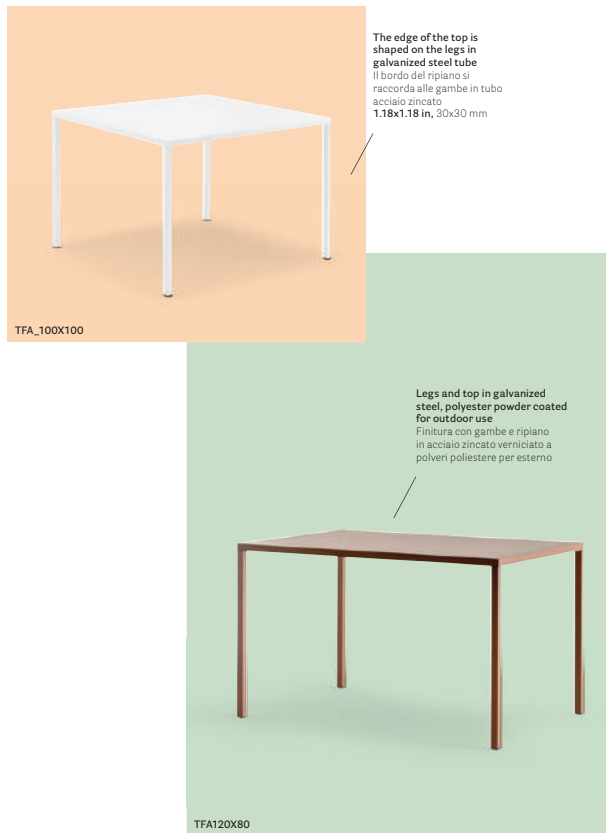 The edge of the top is
shaped on the legs in
galvanized steel tube
Il bordo del ripiano si
raccorda alle gambe in tubo
acciaio zincato
1.18x1.18 in, 30x30 mm
TFA_100X100
Legs and top in galvanized
steel, polyester powder coated
for outdoor use
Finitura con gambe e ripiano
in acciaio zincato verniciato a
polveri poliestere per esterno
TFA120X80